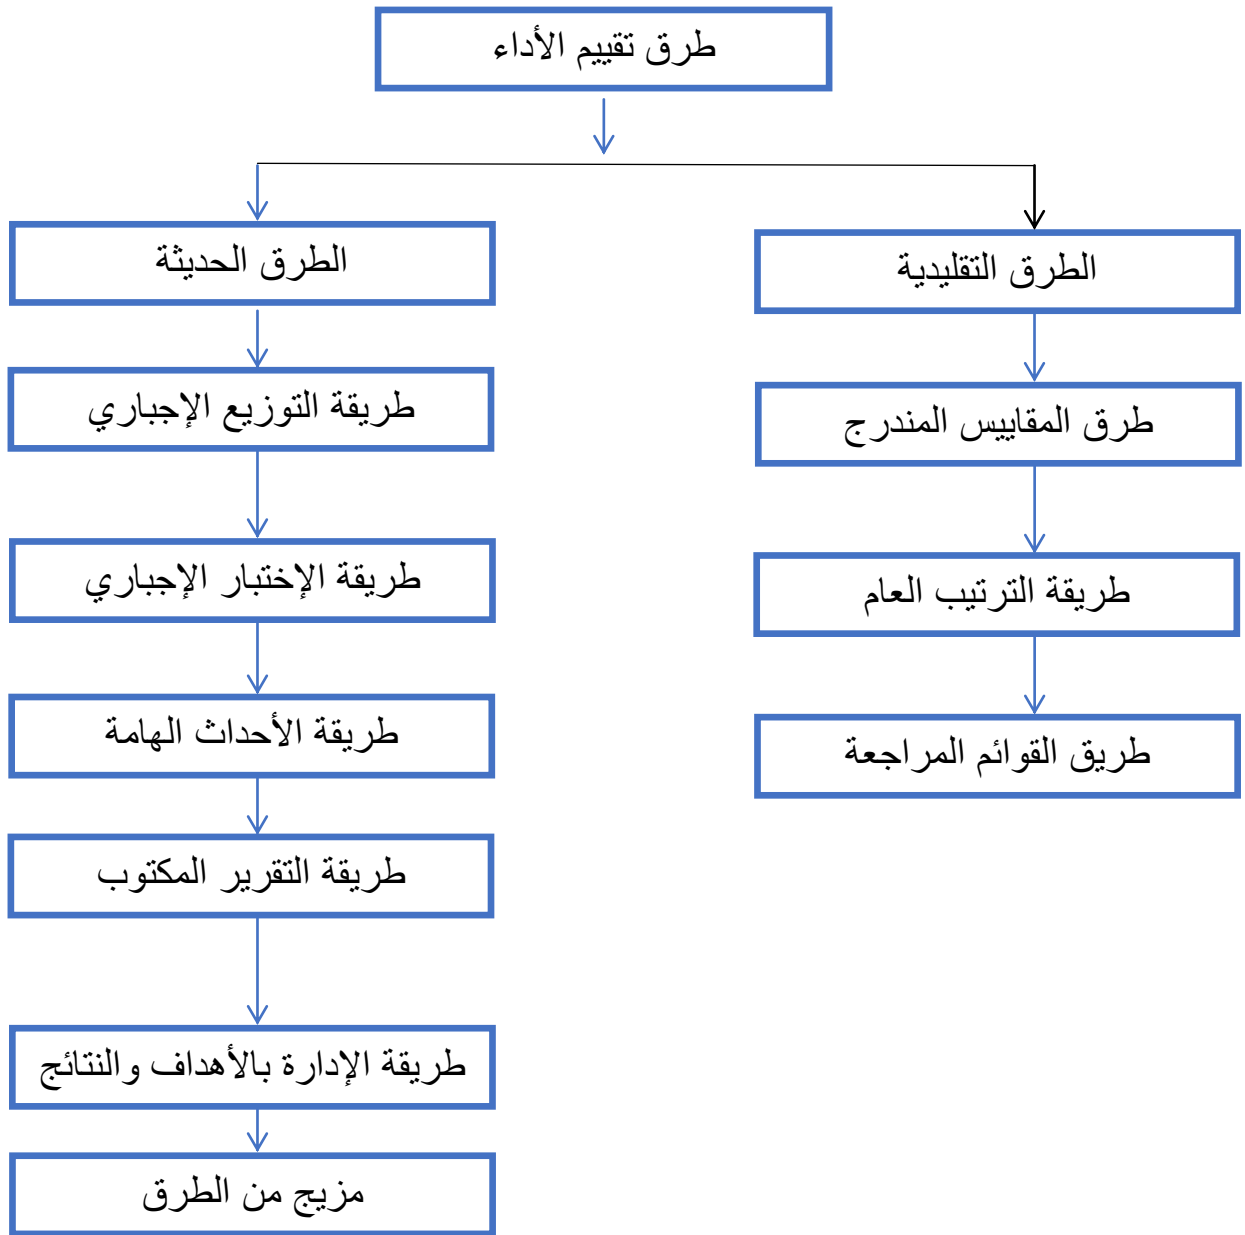 طرق تقييم الأداء
الطرق التقليدية
الطرق الحديثة
طرق المقاييس المندرج
طريقة التوزيع الإجباري
طريقة الترتيب العام
طريقة الإختبار الإجباري
طريق القوائم المراجعة
طريقة الأحداث الهامة
طريقة التقرير المكتوب
طريقة الإدارة بالأهداف والنتائج
مزيج من الطرق